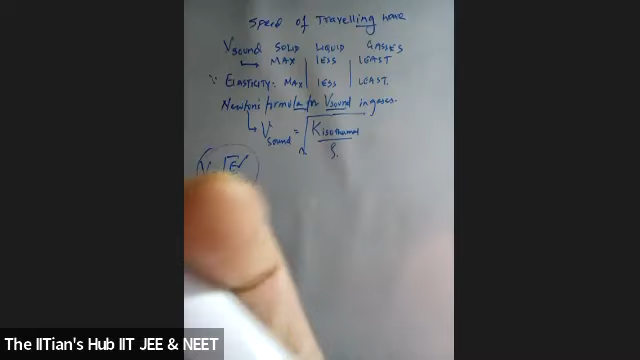 Speed of Travelling wave
Vsound SOLID LIQUID GASSES
→ MAX | LESS | LEAST
∵ ELASTICITY: MAX | LESS | LEAST.
Newton's formula for Vsound in gases.
→ Vsound = √Kisothermal
ρ.
V E
The IITian's Hub IIT JEE & NEET